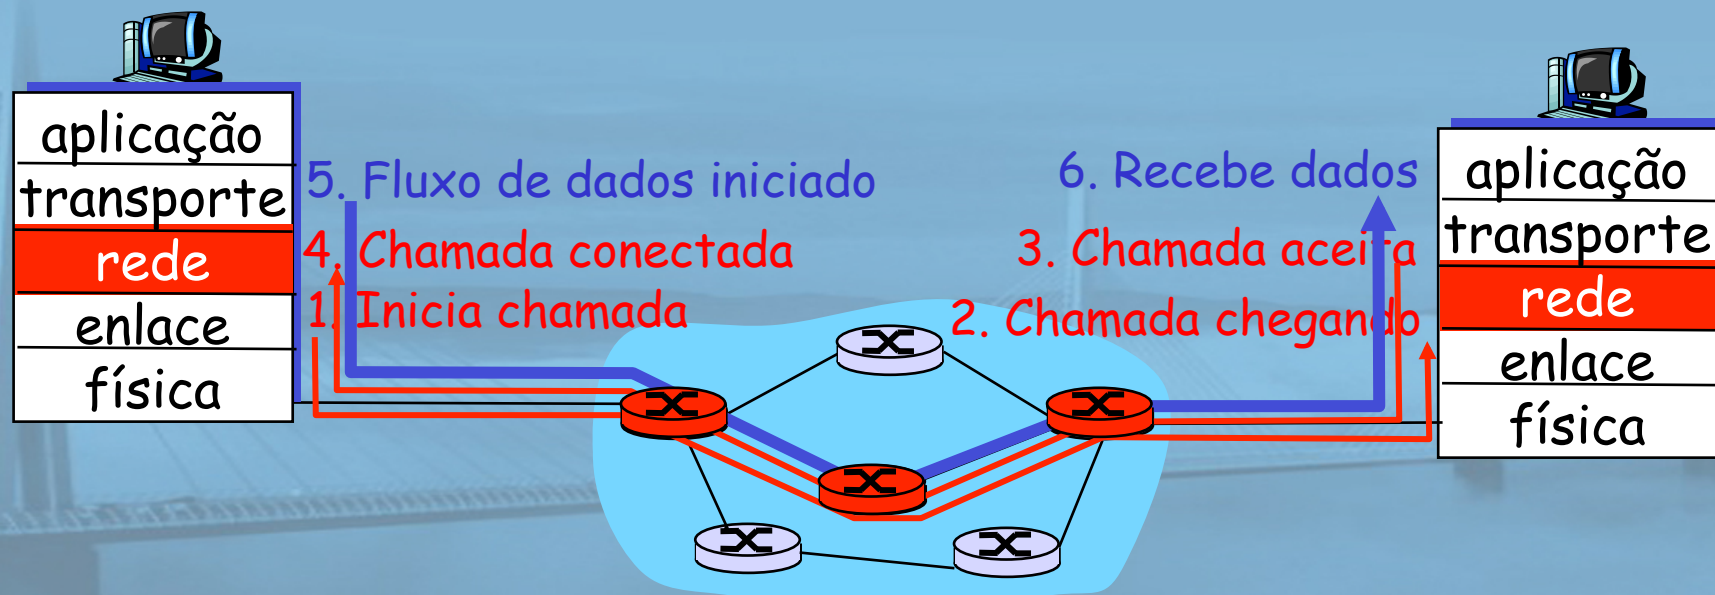 aplicação
transporte
rede
enlace
física
5. Fluxo de dados iniciado
4. Chamada conectada
1. Inicia chamada
6. Recebe dados
3. Chamada aceita
2. Chamada chegando
aplicação
transporte
rede
enlace
física